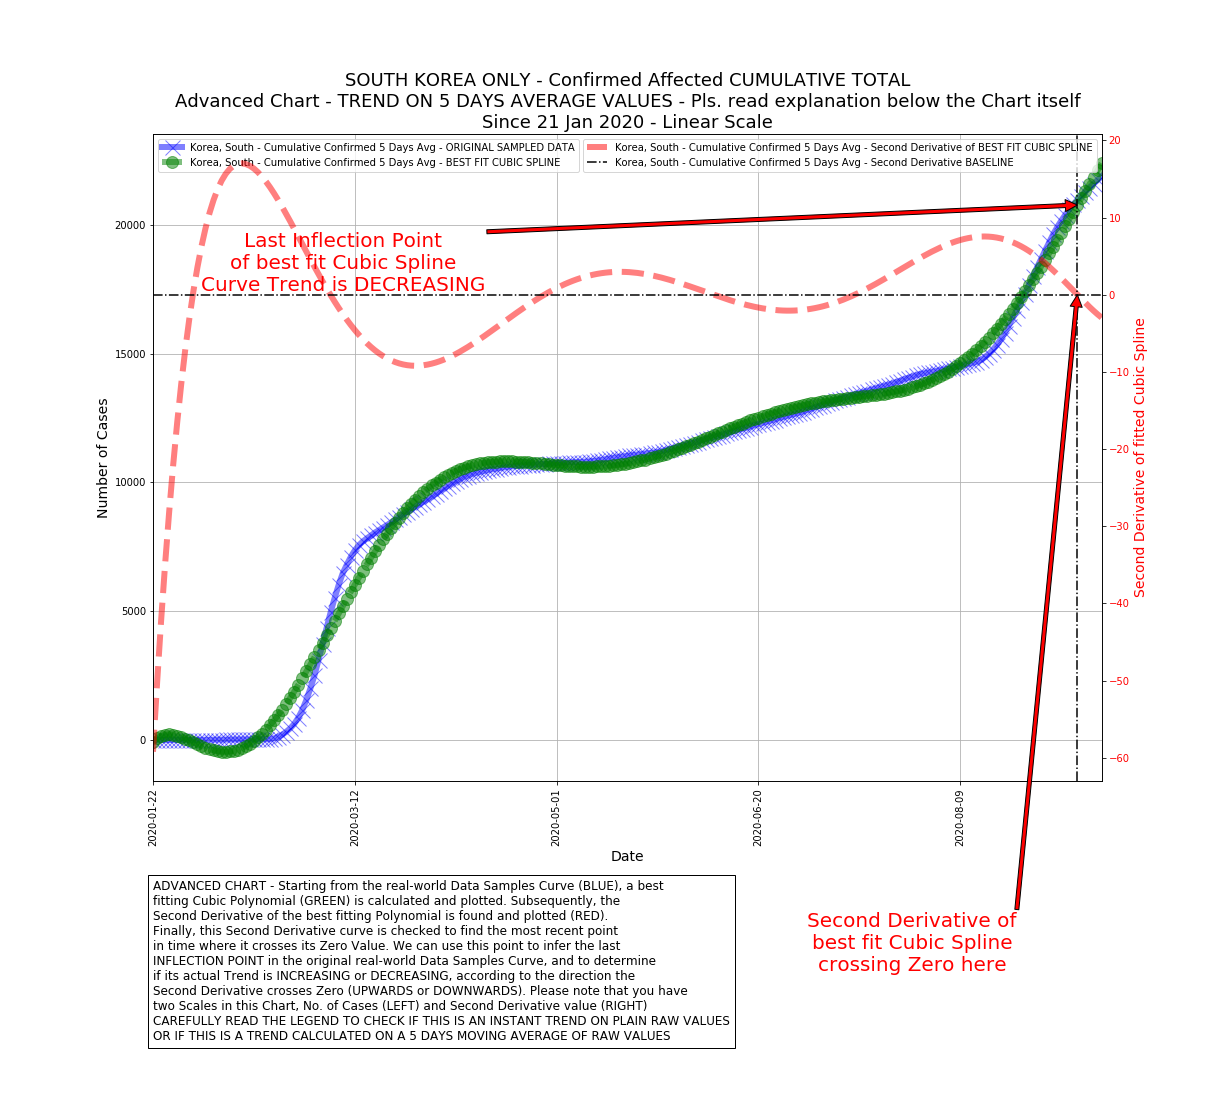 SOUTH KOREA ONLY - Confirmed Affected CUMULATIVE TOTAL
Advanced Chart - TREND ON 5 DAYS AVERAGE VALUES - Pls. read explanation below the Chart itself
Since 21 Jan 2020 - Linear Scale
Korea, South - Cumulative Confirmed 5 Days Avg - ORIGINAL SAMPLED DATA
Korea, South - Cumulative Confirmed 5 Days Avg - BEST FIT CUBIC SPLINE
Korea, South - Cumulative Confirmed 5 Days Avg - Second Derivative of BEST FIT CUBIC SPLINE
Korea, South - Cumulative Confirmed 5 Days Avg - Second Derivative BASELINE
Last Inflection Point
of best fit Cubic Spline
Curve Trend is DECREASING
Number of Cases
20000
15000
10000
5000
0
20
10
0
−10
−20
−30
−40
−50
−60
Second Derivative of fitted Cubic Spline
2020-01-22
2020-03-12
2020-05-01
2020-06-20
2020-08-09
Date
ADVANCED CHART - Starting from the real-world Data Samples Curve (BLUE), a best
fitting Cubic Polynomial (GREEN) is calculated and plotted. Subsequently, the
Second Derivative of the best fitting Polynomial is found and plotted (RED).
Finally, this Second Derivative curve is checked to find the most recent point
in time where it crosses its Zero Value. We can use this point to infer the last
INFLECTION POINT in the original real-world Data Samples Curve, and to determine
if its actual Trend is INCREASING or DECREASING, according to the direction the
Second Derivative crosses Zero (UPWARDS or DOWNWARDS). Please note that you have
two Scales in this Chart, No. of Cases (LEFT) and Second Derivative value (RIGHT)
CAREFULLY READ THE LEGEND TO CHECK IF THIS IS AN INSTANT TREND ON PLAIN RAW VALUES
OR IF THIS IS A TREND CALCULATED ON A 5 DAYS MOVING AVERAGE OF RAW VALUES
Second Derivative of
best fit Cubic Spline
crossing Zero here